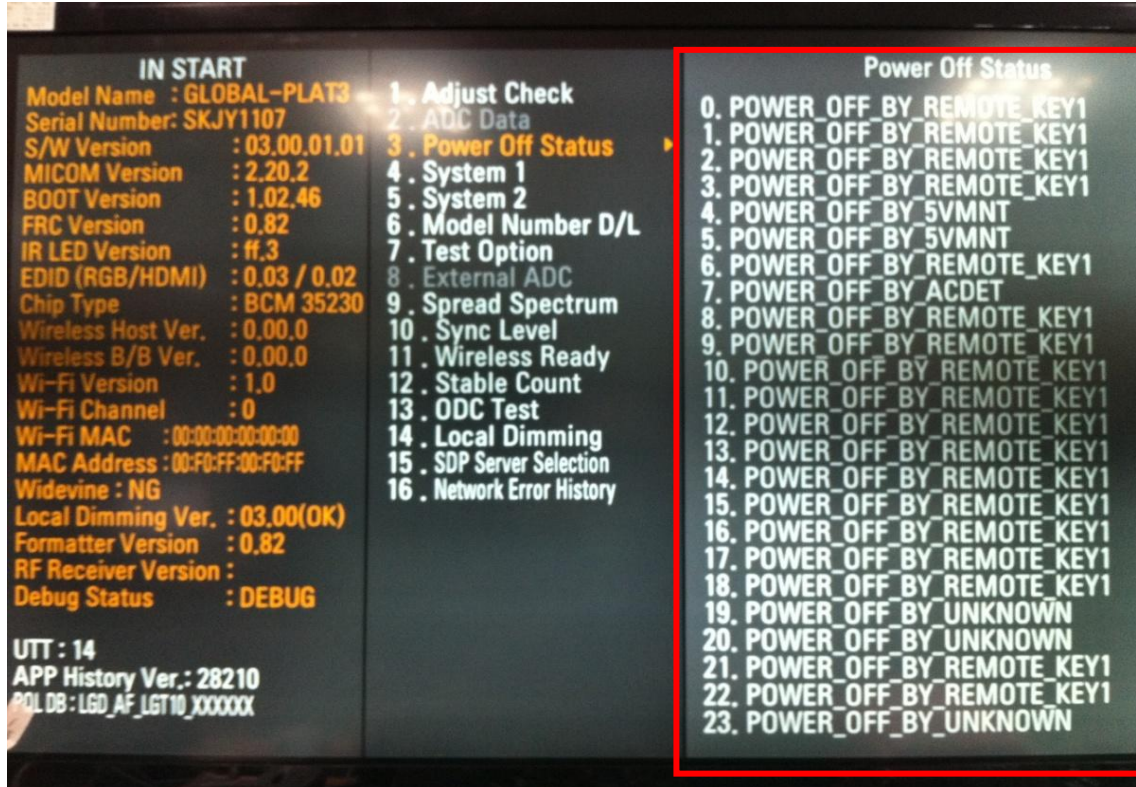 IN START
Model Name : GLOBAL-PLAT3
Serial Number: SKJY1107
S/W Version : 03.00.01.01
MICOM Version : 2.20.2
BOOT Version : 1.02.46
FRC Version : 0.82
IR LED Version : ff.3
EDID (RGB/HDMI) : 0.03 / 0.02
Chip Type : BCM 35230
Wireless Host Ver. : 0.00.0
Wireless B/B Ver. : 0.00.0
Wi-Fi Version : 1.0
Wi-Fi Channel : 0
Wi-Fi MAC : 00:00:00:00:00:00
MAC Address : 00:F0:FF:00:F0:FF
Widevine : NG
Local Dimming Ver. : 03.00(OK)
Formatter Version : 0.82
RF Receiver Version :
Debug Status : DEBUG
UTT : 14
APP History Ver.: 28210
PQL DB : LGD_AF_LGT10_XXXXXX
1 . Adjust Check
2 . ADC Data
3 . Power Off Status
4 . System 1
5 . System 2
6 . Model Number D/L
7 . Test Option
8 . External ADC
9 . Spread Spectrum
10 . Sync Level
11 . Wireless Ready
12 . Stable Count
13 . ODC Test
14 . Local Dimming
15 . SDP Server Selection
16 . Network Error History
Power Off Status
0. POWER_OFF_BY_REMOTE_KEY1
1. POWER_OFF_BY_REMOTE_KEY1
2. POWER_OFF_BY_REMOTE_KEY1
3. POWER_OFF_BY_REMOTE_KEY1
4. POWER_OFF_BY_5VMNT
5. POWER_OFF_BY_5VMNT
6. POWER_OFF_BY_REMOTE_KEY1
7. POWER_OFF_BY_ACDET
8. POWER_OFF_BY_REMOTE_KEY1
9. POWER_OFF_BY_REMOTE_KEY1
10. POWER_OFF_BY_REMOTE_KEY1
11. POWER_OFF_BY_REMOTE_KEY1
12. POWER_OFF_BY_REMOTE_KEY1
13. POWER_OFF_BY_REMOTE_KEY1
14. POWER_OFF_BY_REMOTE_KEY1
15. POWER_OFF_BY_REMOTE_KEY1
16. POWER_OFF_BY_REMOTE_KEY1
17. POWER_OFF_BY_REMOTE_KEY1
18. POWER_OFF_BY_REMOTE_KEY1
19. POWER_OFF_BY_UNKNOWN
20. POWER_OFF_BY_UNKNOWN
21. POWER_OFF_BY_REMOTE_KEY1
22. POWER_OFF_BY_REMOTE_KEY1
23. POWER_OFF_BY_UNKNOWN